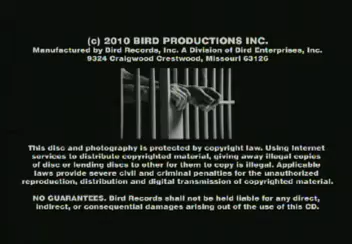 (c) 2010 BIRD PRODUCTIONS INC.
Manufactured by Bird Records, Inc. A Division of Bird Enterprises, Inc.
9324 Craigwood Crestwood, Missouri 63126
This disc and photography is protected by copyright law. Using Internet
services to distribute copyrighted material, giving away illegal copies
of disc or lending discs to other for them to copy is illegal. Applicable
laws provide severe civil and criminal penalties for the unauthorized
reproduction, distribution and digital transmission of copyrighted material.
NO GUARANTEES. Bird Records shall not be held liable for any direct,
indirect, or consequential damages arising out of the use of this CD.